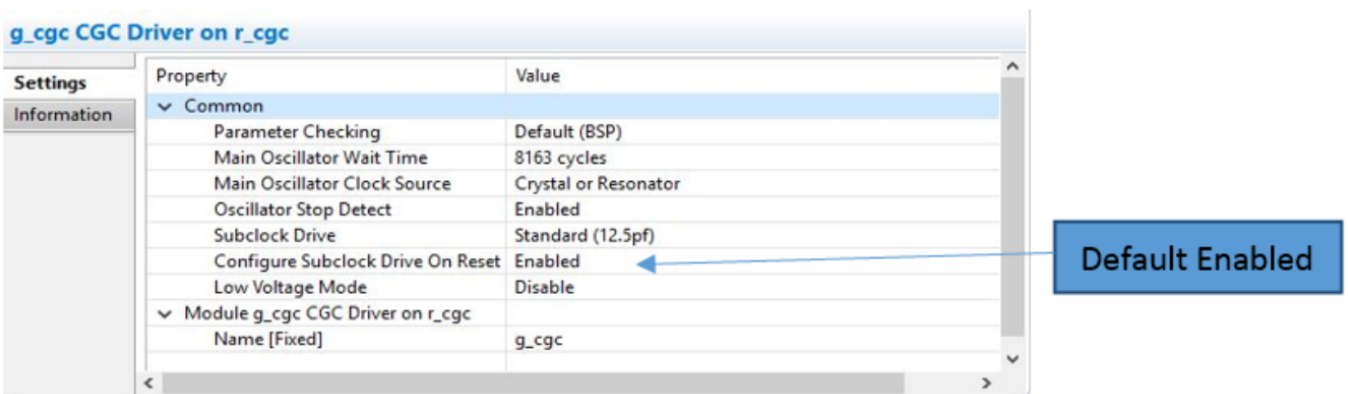 g_cgc CGC Driver on r_cgc
Settings
Information
Property Value
Common
Parameter Checking Default (BSP)
Main Oscillator Wait Time 8163 cycles
Main Oscillator Clock Source Crystal or Resonator
Oscillator Stop Detect Enabled
Subclock Drive Standard (12.5pf)
Configure Subclock Drive On Reset Enabled
Low Voltage Mode Disable
Module g_cgc CGC Driver on r_cgc
Name [Fixed] g_cgc
Default Enabled